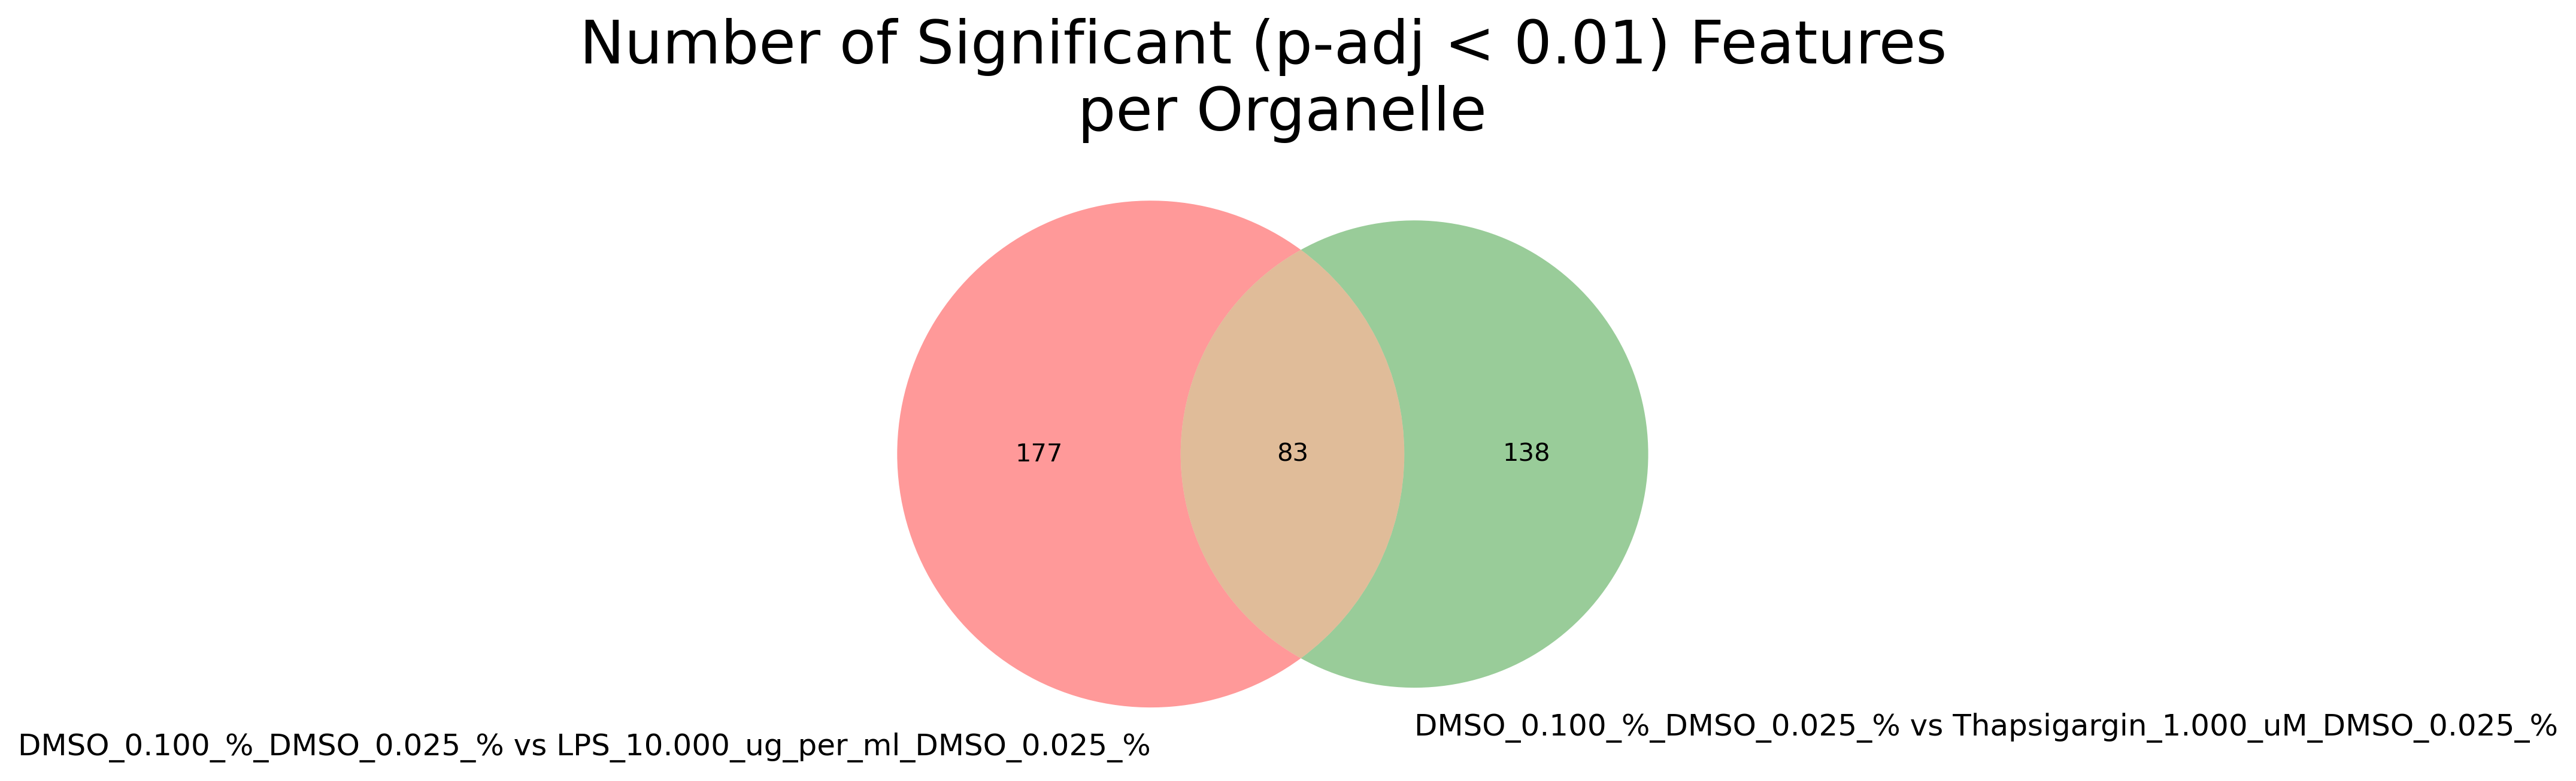 Number of Significant (p-adj < 0.01) Features
per Organelle
177
83
138
DMSO_0.100_%_DMSO_0.025_% vs LPS_10.000_ug_per_ml_DMSO_0.025_%
DMSO_0.100_%_DMSO_0.025_% vs Thapsigargin_1.000_uM_DMSO_0.025_%